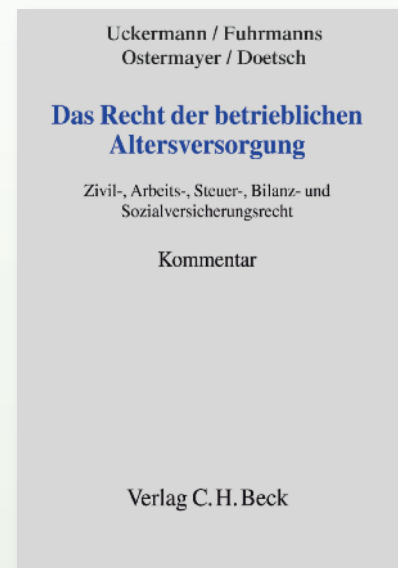 Uckermann / Fuhrmanns
Ostermayer / Doetsch
Das Recht der betrieblichen
Altersversorgung
Zivil-, Arbeits-, Steuer-, Bilanz- und
Sozialversicherungsrecht
Kommentar
Verlag C. H. Beck